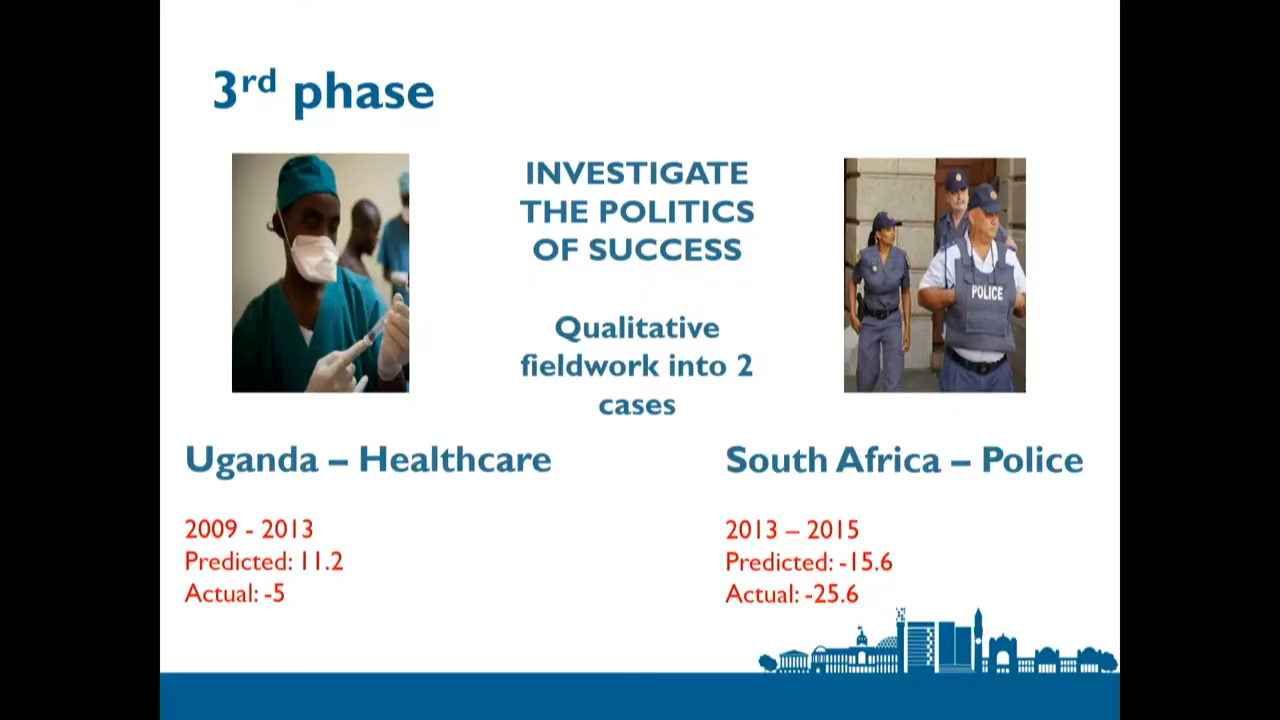 3rd phase
INVESTIGATE
THE POLITICS
OF SUCCESS
Qualitative
fieldwork into 2
cases
POLICE
Uganda – Healthcare
2009 - 2013
Predicted: 11.2
Actual: -5
South Africa – Police
2013 – 2015
Predicted: -15.6
Actual: -25.6